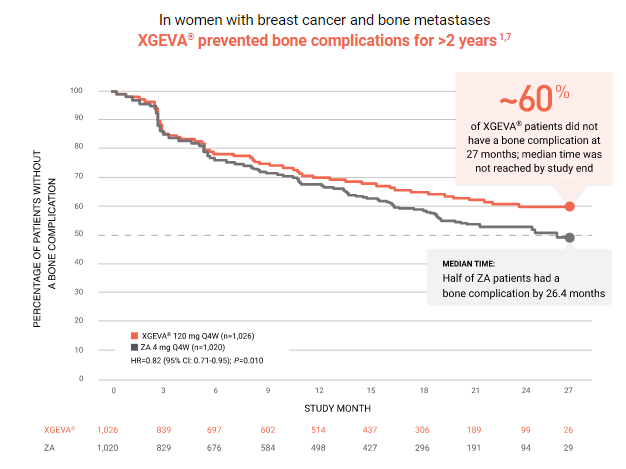 In women with breast cancer and bone metastases
XGEVA® prevented bone complications for >2 years 1,7
~60%
of XGEVA® patients did not
have a bone complication at
27 months; median time was
not reached by study end
PERCENTAGE OF PATIENTS WITHOUT
A BONE COMPLICATION
100
90
80
70
60
50
40
30
20
10
0
MEDIAN TIME:
Half of ZA patients had a
bone complication by 26.4 months
XGEVA® 120 mg Q4W (n=1,026)
ZA 4 mg Q4W (n=1,020)
HR=0.82 (95% CI: 0.71-0.95); P=0.010
0 3 6 9 12 15 18 21 24 27
STUDY MONTH
XGEVA® 1,026 839 697 602 514 437 306 189 99 26
ZA 1,020 829 676 584 498 427 296 191 94 29